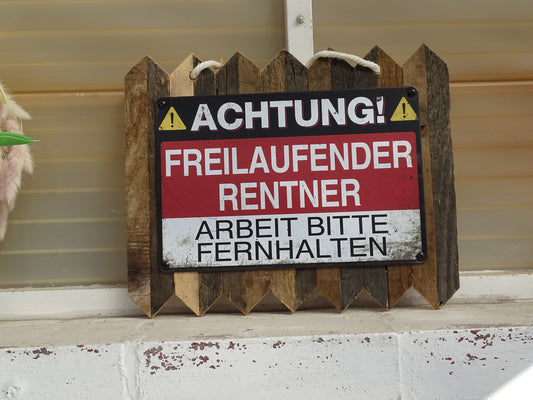 ACHTUNG!
FREILAUFENDER
RENTNER
ARBEIT BITTE
FERNHALTEN